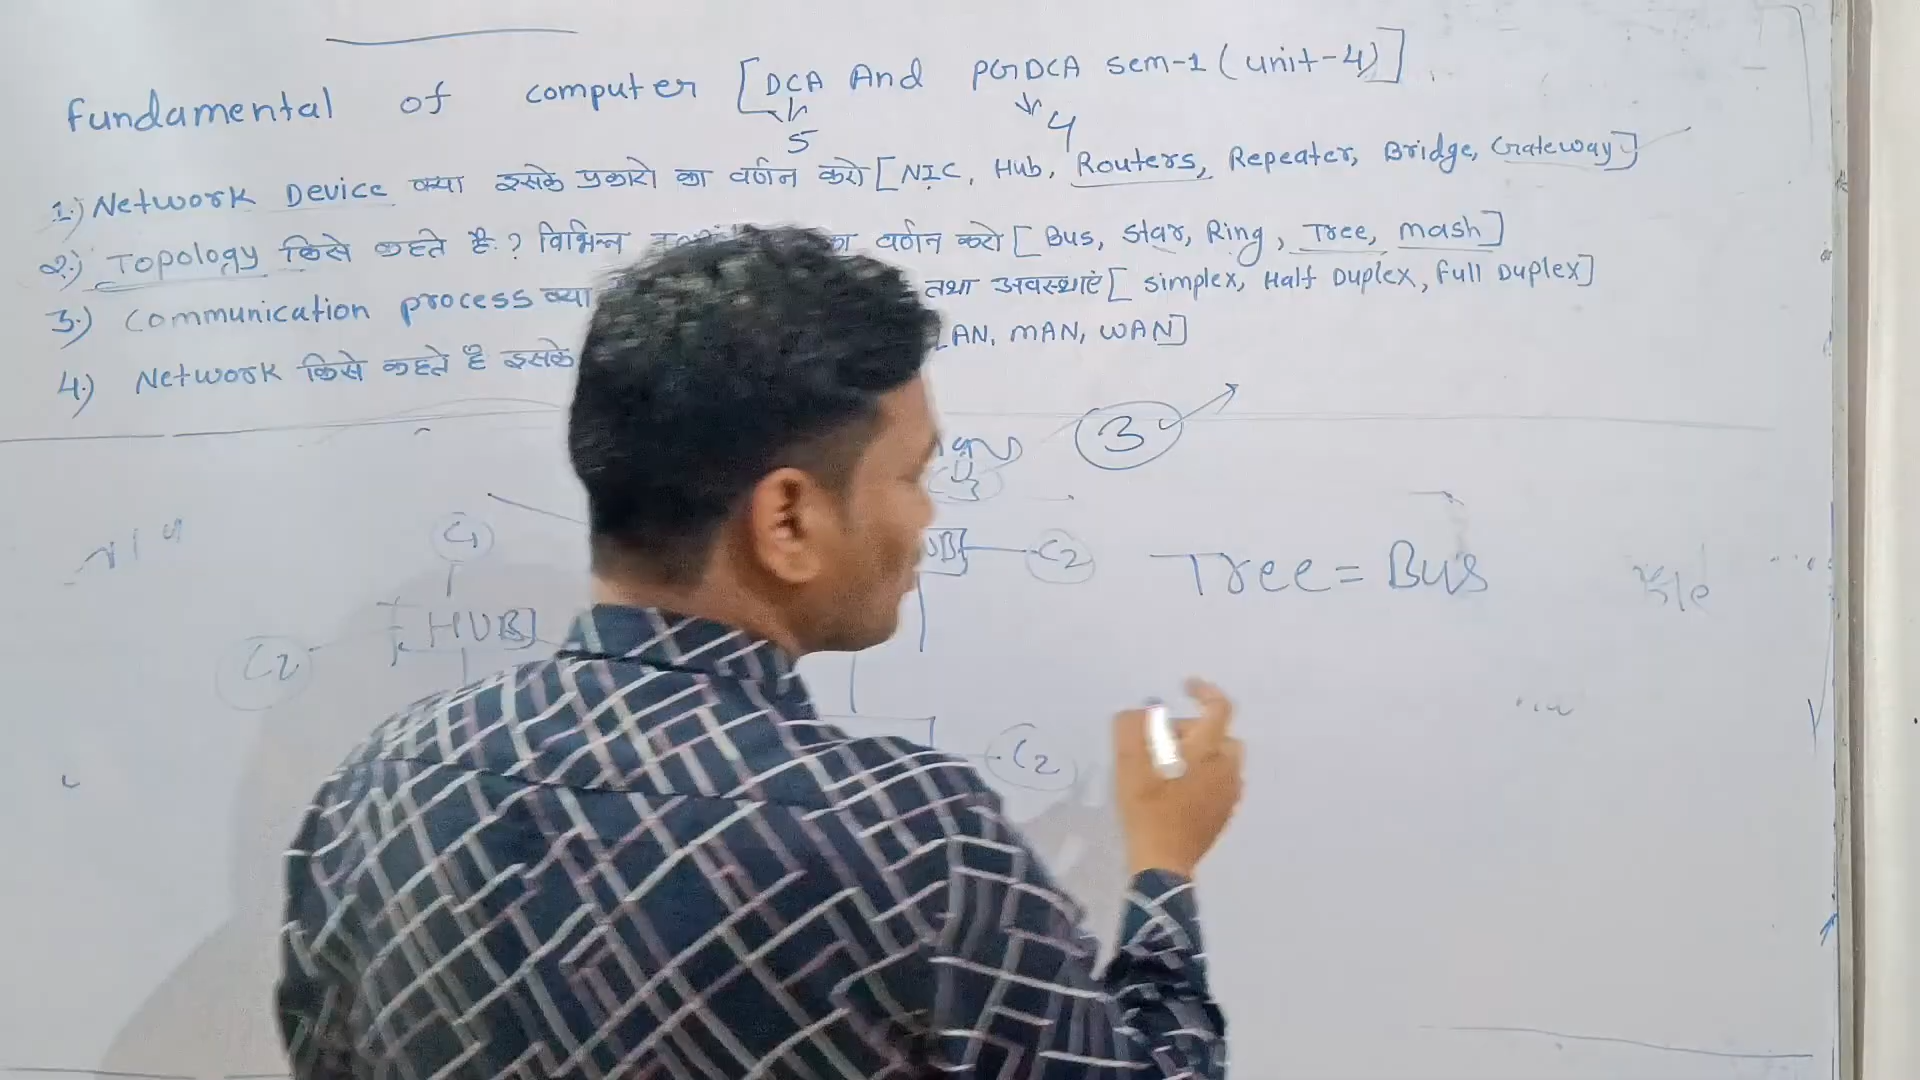 Fundamental of computer [DCA And PGDCA sem-1 (unit-4)]
5 4
1.) Network Device क्या इसके प्रकारो का वर्णन करो [NIC, Hub, Routers, Repeater, Bridge, Gateway]
2.) Topology किसे कहते है ? विभिन्न का वर्णन करो [Bus, Star, Ring, Tree, mash]
3.) Communication process क्या तथा अवस्थाएं [simplex, Half Duplex, Full Duplex]
4.) Network किसे कहते है इसके LAN, MAN, WAN]
3
C2
Tree = Bus
HUB
C2
C2